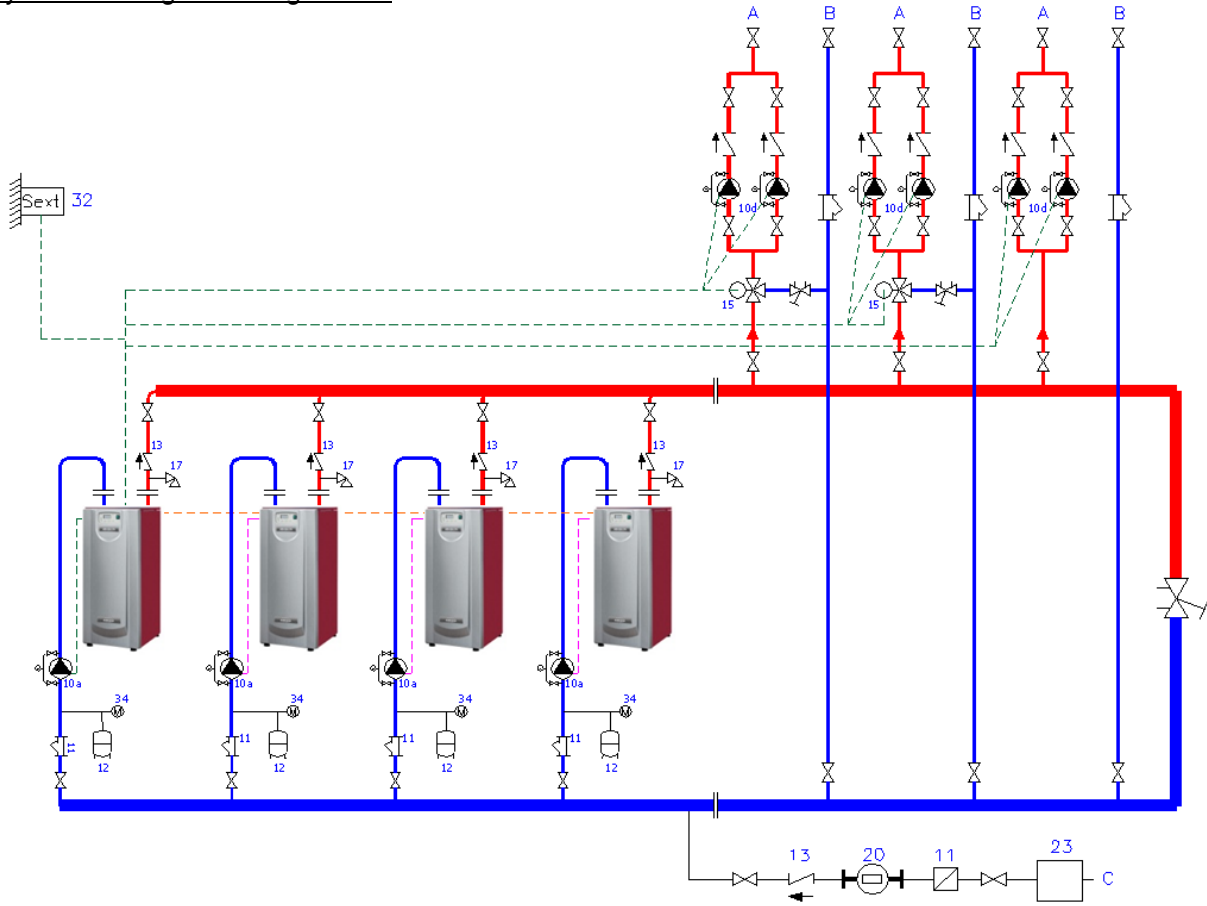 A B A B A B
Sext 32
10d 10d 10d
15 15
13 13 13 13
17 17 17 17
10a 10a 10a 10a
34 34 34 34
M M M M
11 11 11 11
12 12 12 12
13 20 11 23 C